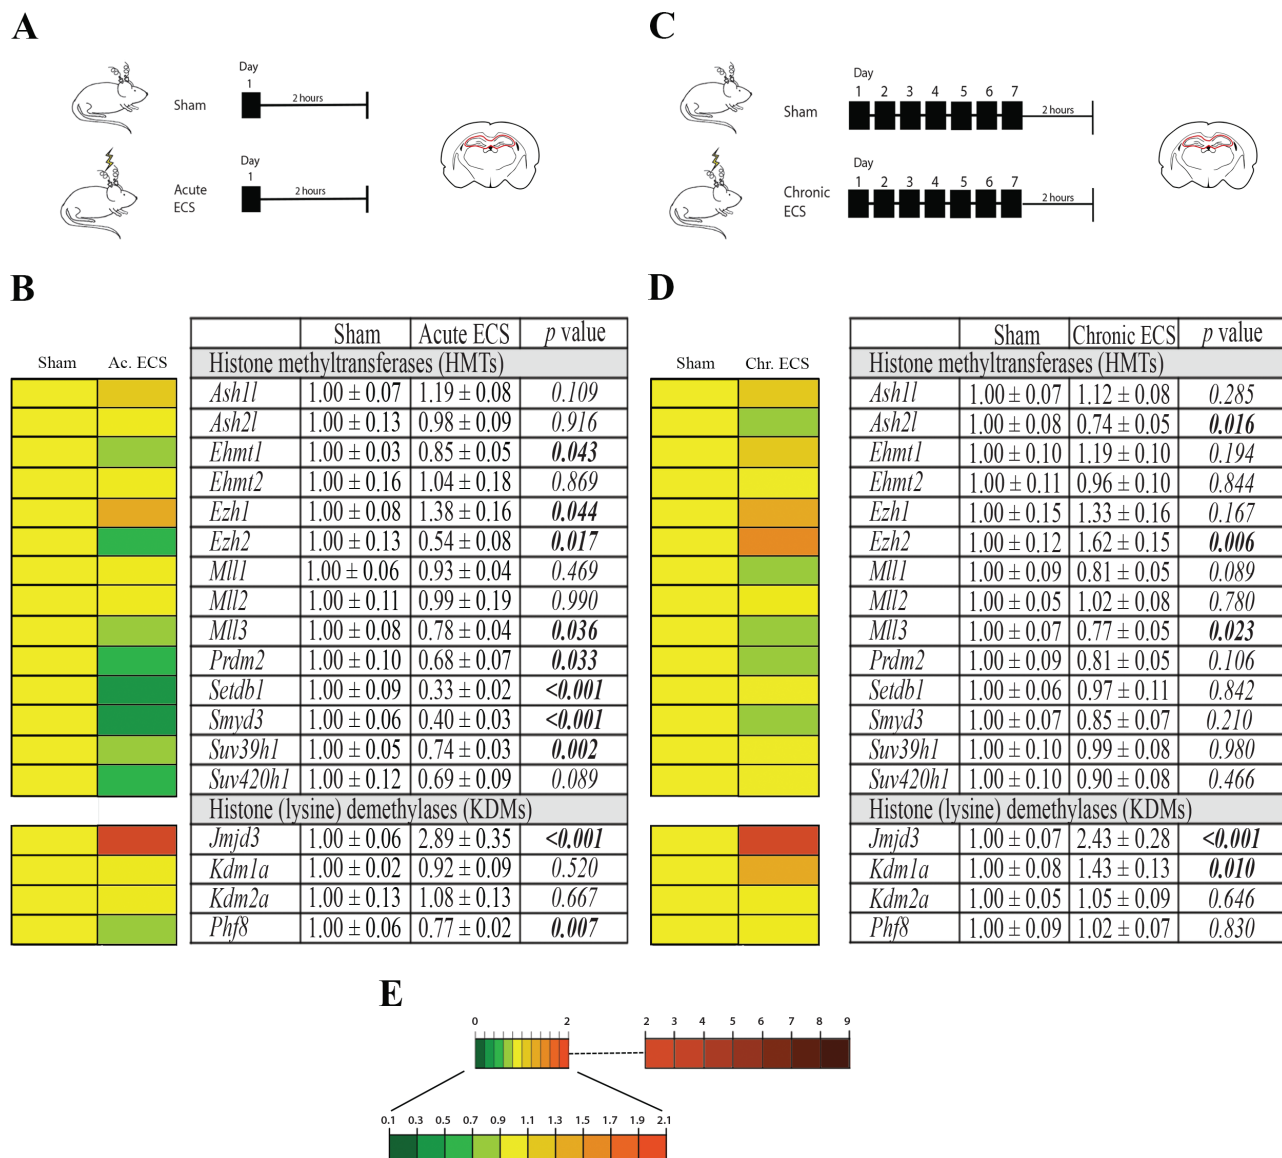 A
Day
1
Sham
2 hours
Day
1
Acute
ECS
2 hours
C
Day
1 2 3 4 5 6 7
Sham
2 hours
Day
1 2 3 4 5 6 7
Chronic
ECS
2 hours
B
Sham Ac. ECS
Sham Acute ECS p value
Histone methyltransferases (HMTs)
Ash1l 1.00 ± 0.07 1.19 ± 0.08 0.109
Ash2l 1.00 ± 0.13 0.98 ± 0.09 0.916
Ehmt1 1.00 ± 0.03 0.85 ± 0.05 0.043
Ehmt2 1.00 ± 0.16 1.04 ± 0.18 0.869
Ezh1 1.00 ± 0.08 1.38 ± 0.16 0.044
Ezh2 1.00 ± 0.13 0.54 ± 0.08 0.017
Mll1 1.00 ± 0.06 0.93 ± 0.04 0.469
Mll2 1.00 ± 0.11 0.99 ± 0.19 0.990
Mll3 1.00 ± 0.08 0.78 ± 0.04 0.036
Prdm2 1.00 ± 0.10 0.68 ± 0.07 0.033
Setdb1 1.00 ± 0.09 0.33 ± 0.02 <0.001
Smyd3 1.00 ± 0.06 0.40 ± 0.03 <0.001
Suv39h1 1.00 ± 0.05 0.74 ± 0.03 0.002
Suv420h1 1.00 ± 0.12 0.69 ± 0.09 0.089
Histone (lysine) demethylases (KDMs)
Jmjd3 1.00 ± 0.06 2.89 ± 0.35 <0.001
Kdm1a 1.00 ± 0.02 0.92 ± 0.09 0.520
Kdm2a 1.00 ± 0.13 1.08 ± 0.13 0.667
Phf8 1.00 ± 0.06 0.77 ± 0.02 0.007
D
Sham Chr. ECS
Sham Chronic ECS p value
Histone methyltransferases (HMTs)
Ash1l 1.00 ± 0.07 1.12 ± 0.08 0.285
Ash2l 1.00 ± 0.08 0.74 ± 0.05 0.016
Ehmt1 1.00 ± 0.10 1.19 ± 0.10 0.194
Ehmt2 1.00 ± 0.11 0.96 ± 0.10 0.844
Ezh1 1.00 ± 0.15 1.33 ± 0.16 0.167
Ezh2 1.00 ± 0.12 1.62 ± 0.15 0.006
Mll1 1.00 ± 0.09 0.81 ± 0.05 0.089
Mll2 1.00 ± 0.05 1.02 ± 0.08 0.780
Mll3 1.00 ± 0.07 0.77 ± 0.05 0.023
Prdm2 1.00 ± 0.09 0.81 ± 0.05 0.106
Setdb1 1.00 ± 0.06 0.97 ± 0.11 0.842
Smyd3 1.00 ± 0.07 0.85 ± 0.07 0.210
Suv39h1 1.00 ± 0.10 0.99 ± 0.08 0.980
Suv420h1 1.00 ± 0.10 0.90 ± 0.08 0.466
Histone (lysine) demethylases (KDMs)
Jmjd3 1.00 ± 0.07 2.43 ± 0.28 <0.001
Kdm1a 1.00 ± 0.08 1.43 ± 0.13 0.010
Kdm2a 1.00 ± 0.05 1.05 ± 0.09 0.646
Phf8 1.00 ± 0.09 1.02 ± 0.07 0.830
E
0 2
2 3 4 5 6 7 8 9
0.1 0.3 0.5 0.7 0.9 1.1 1.3 1.5 1.7 1.9 2.1